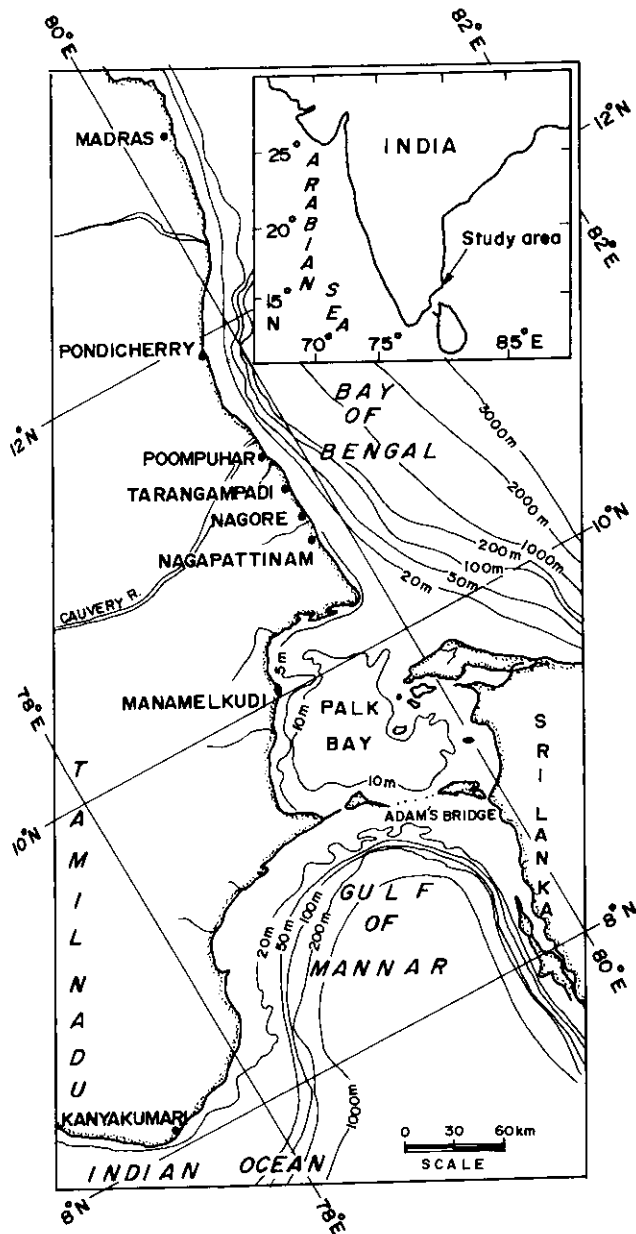 80°E
82°E
MADRAS
INDIA
12°N
25°
20°
15°
N
ARABIAN
SEA
Study area
70°
75°
85°E
82°E
PONDICHERRY
BAY
OF
BENGAL
3000m
2000m
1000m
200m
100m
50m
20m
12°N
10°N
POOMPUHAR
TARANGAMPADI
NAGORE
NAGAPATTINAM
CAUVERY R.
5m
MANAMELKUDI
10m
PALK
BAY
10m
78°E
ADAM'S BRIDGE
SRI LANKA
TAMIL NADU
10°N
GULF
OF
MANNAR
20m
50m
100m
200m
1000m
8°N
80°E
KANYAKUMARI
0 30 60km
SCALE
INDIAN OCEAN
8°N
78°E